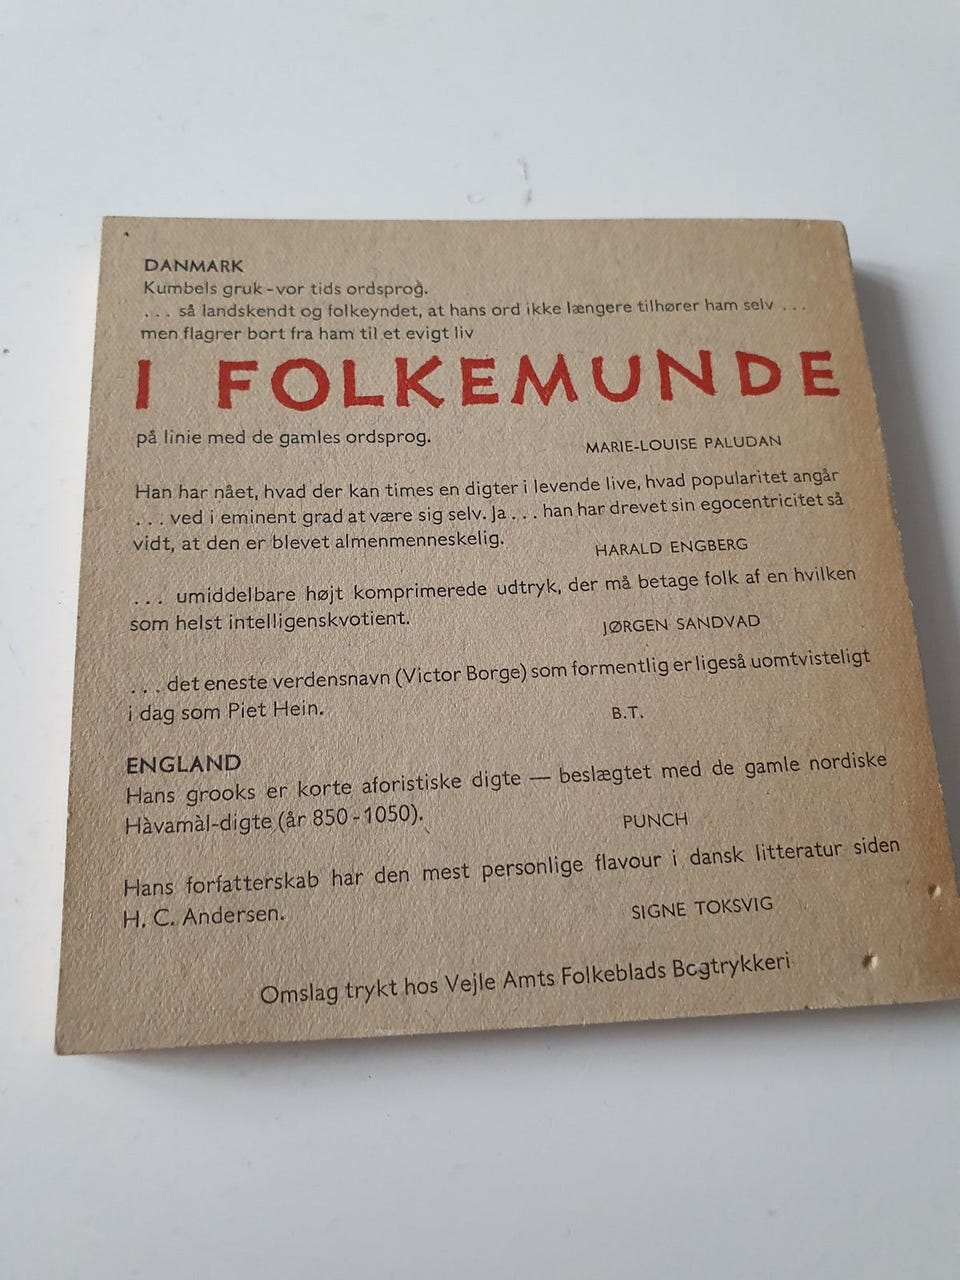 DANMARK
Kumbels gruk - vor tids ordsprog.
. . . så landskendt og folkeyndet, at hans ord ikke længere tilhører ham selv . . .
men flagrer bort fra ham til et evigt liv
I FOLKEMUNDE
på linie med de gamles ordsprog.
MARIE-LOUISE PALUDAN
Han har nået, hvad der kan times en digter i levende live, hvad popularitet angår
. . . ved i eminent grad at være sig selv. Ja . . . han har drevet sin egocentricitet så
vidt, at den er blevet almenmenneskelig.
HARALD ENGBERG
. . . umiddelbare højt komprimerede udtryk, der må betage folk af en hvilken
som helst intelligenskvotient.
JØRGEN SANDVAD
. . . det eneste verdensnavn (Victor Borge) som formentlig er ligeså uomtvisteligt
i dag som Piet Hein.
B.T.
ENGLAND
Hans grooks er korte aforistiske digte — beslægtet med de gamle nordiske
Hàvamàl-digte (år 850 - 1050).
PUNCH
Hans forfatterskab har den mest personlige flavour i dansk litteratur siden
H. C. Andersen.
SIGNE TOKSVIG
Omslag trykt hos Vejle Amts Folkeblads Bogtrykkeri